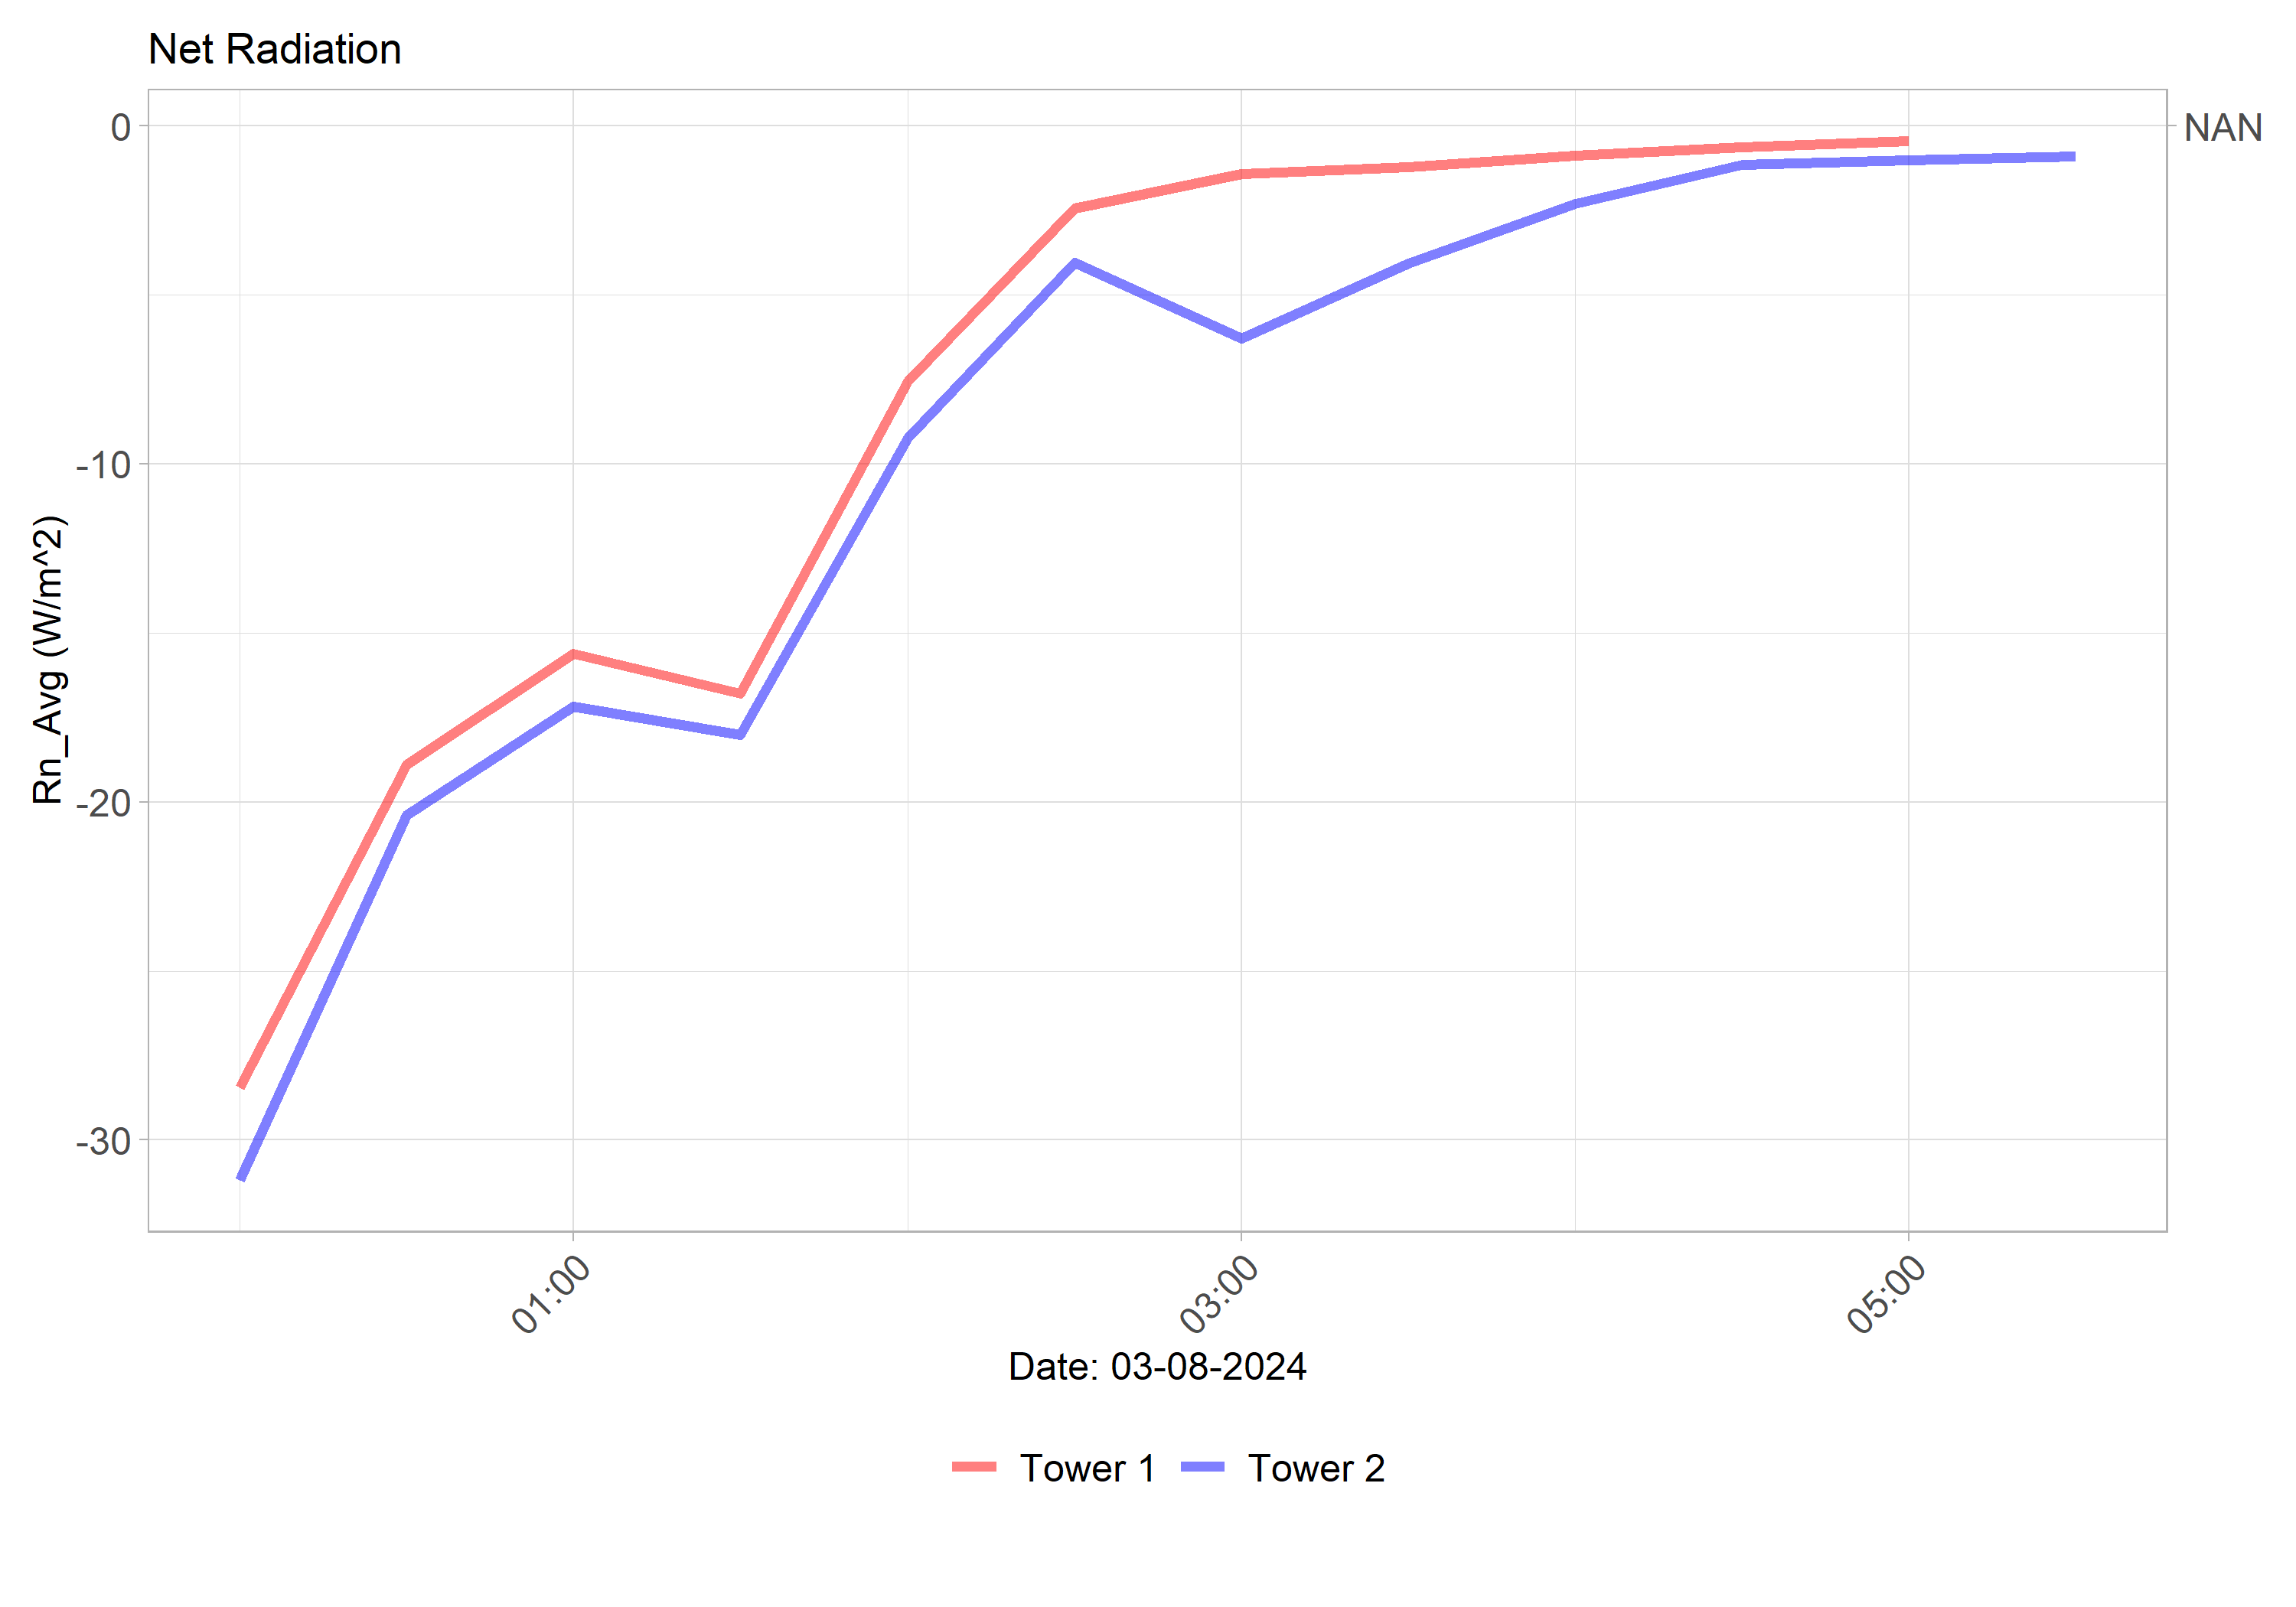 Net Radiation
0
NAN
-10
-20
-30
Rn_Avg (W/m^2)
01:00
03:00
05:00
Date: 03-08-2024
Tower 1
Tower 2